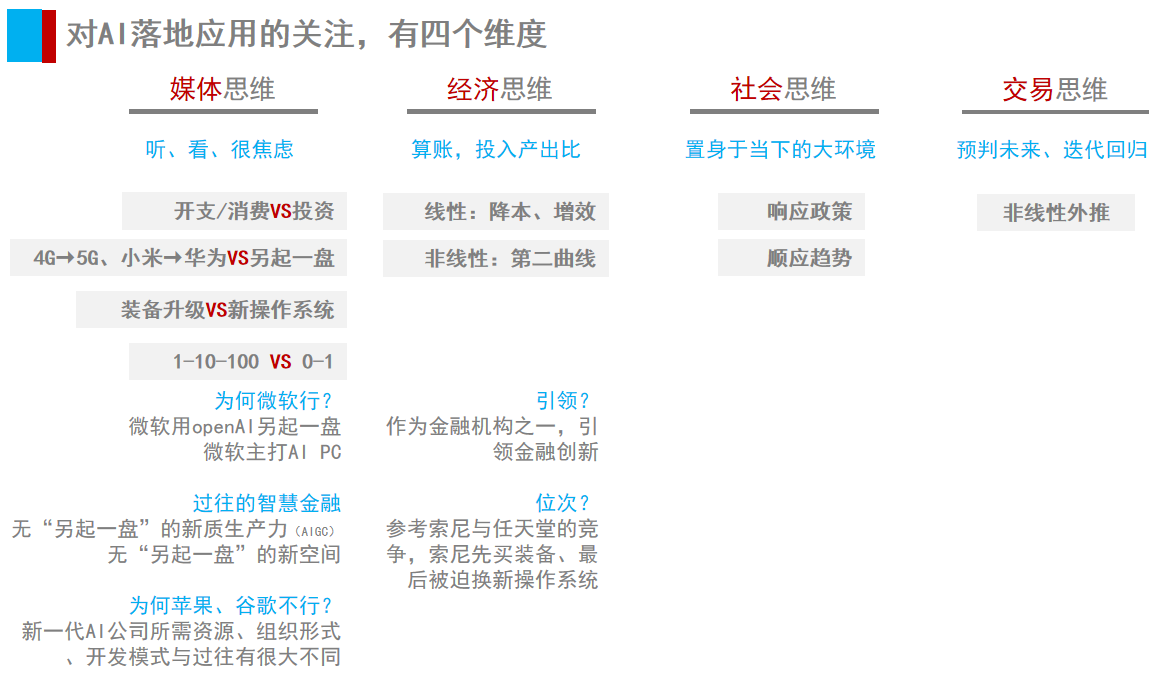 对AI落地应用的关注，有四个维度
媒体思维
听、看、很焦虑
开支/消费VS投资
4G→5G、小米→华为VS另起一盘
装备升级VS新操作系统
1-10-100 VS 0-1
为何微软行？
微软用openAI另起一盘
微软主打AI PC
过往的智慧金融
无“另起一盘”的新质生产力（AIGC）
无“另起一盘”的新空间
为何苹果、谷歌不行？
新一代AI公司所需资源、组织形式
、开发模式与过往有很大不同
经济思维
算账，投入产出比
线性：降本、增效
非线性：第二曲线
引领？
作为金融机构之一，引
领金融创新
位次？
参考索尼与任天堂的竞
争，索尼先买装备、最
后被迫换新操作系统
社会思维
置身于当下的大环境
响应政策
顺应趋势
交易思维
预判未来、迭代回归
非线性外推